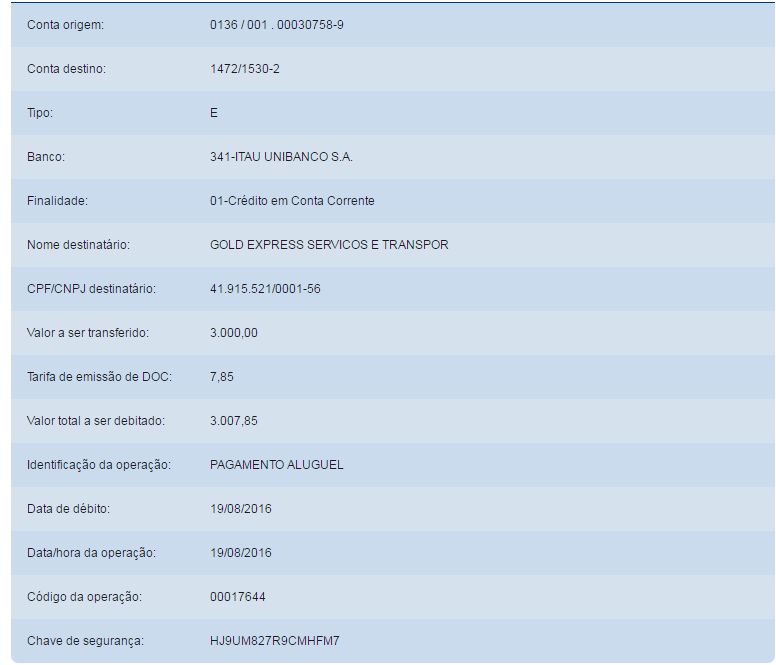 Conta origem: 0136 / 001 . 00030758-9
Conta destino: 1472/1530-2
Tipo: E
Banco: 341-ITAU UNIBANCO S.A.
Finalidade: 01-Crédito em Conta Corrente
Nome destinatário: GOLD EXPRESS SERVICOS E TRANSPOR
CPF/CNPJ destinatário: 41.915.521/0001-56
Valor a ser transferido: 3.000,00
Tarifa de emissão de DOC: 7,85
Valor total a ser debitado: 3.007,85
Identificação da operação: PAGAMENTO ALUGUEL
Data de débito: 19/08/2016
Data/hora da operação: 19/08/2016
Código da operação: 00017644
Chave de segurança: HJ9UM827R9CMHFM7